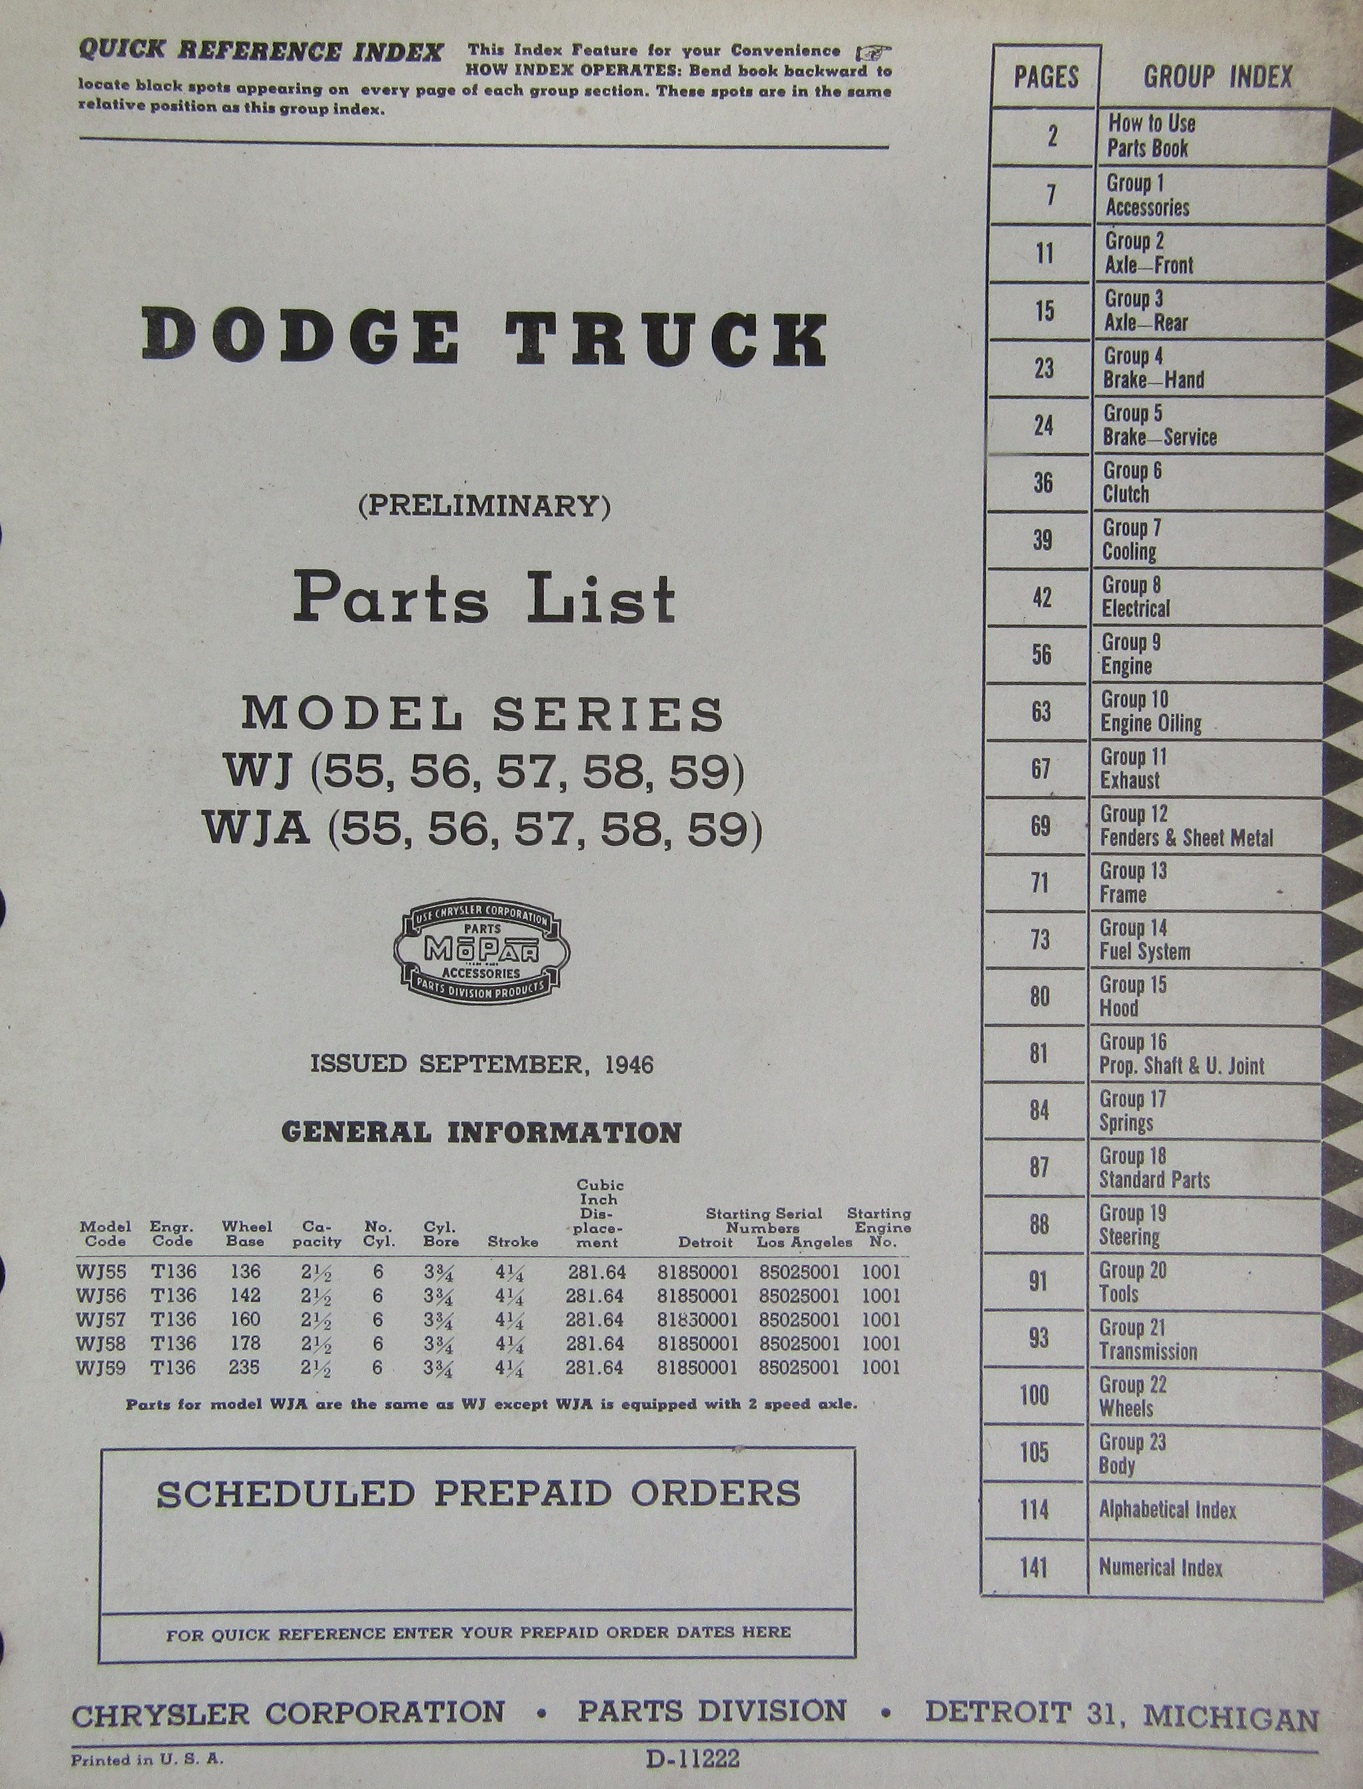 QUICK REFERENCE INDEX This Index Feature for your Convenience
HOW INDEX OPERATES: Bend book backward to
locate black spots appearing on every page of each group section. These spots are in the same
relative position as this group index.
DODGE TRUCK
(PRELIMINARY)
Parts List
MODEL SERIES
WJ (55, 56, 57, 58, 59)
WJA (55, 56, 57, 58, 59)
USE CHRYSLER CORPORATION
PARTS
MOPAR
ACCESSORIES
PARTS DIVISION PRODUCTS
ISSUED SEPTEMBER, 1946
GENERAL INFORMATION
Model Code Engr. Code Wheel Base Ca- pacity No. Cyl. Cyl. Bore Stroke Cubic Inch Dis- place- ment Starting Serial Numbers Detroit Los Angeles Starting Engine No.
WJ55 T136 136 2½ 6 3¾ 4¼ 281.64 81850001 85025001 1001
WJ56 T136 142 2½ 6 3¾ 4¼ 281.64 81850001 85025001 1001
WJ57 T136 160 2½ 6 3¾ 4¼ 281.64 81850001 85025001 1001
WJ58 T136 178 2½ 6 3¾ 4¼ 281.64 81850001 85025001 1001
WJ59 T136 235 2½ 6 3¾ 4¼ 281.64 81850001 85025001 1001
Parts for model WJA are the same as WJ except WJA is equipped with 2 speed axle.
SCHEDULED PREPAID ORDERS
FOR QUICK REFERENCE ENTER YOUR PREPAID ORDER DATES HERE
PAGES GROUP INDEX
2 How to Use
Parts Book
7 Group 1
Accessories
11 Group 2
Axle—Front
15 Group 3
Axle—Rear
23 Group 4
Brake—Hand
24 Group 5
Brake—Service
36 Group 6
Clutch
39 Group 7
Cooling
42 Group 8
Electrical
56 Group 9
Engine
63 Group 10
Engine Oiling
67 Group 11
Exhaust
69 Group 12
Fenders & Sheet Metal
71 Group 13
Frame
73 Group 14
Fuel System
80 Group 15
Hood
81 Group 16
Prop. Shaft & U. Joint
84 Group 17
Springs
87 Group 18
Standard Parts
88 Group 19
Steering
91 Group 20
Tools
93 Group 21
Transmission
100 Group 22
Wheels
105 Group 23
Body
114 Alphabetical Index
141 Numerical Index
CHRYSLER CORPORATION • PARTS DIVISION • DETROIT 31, MICHIGAN
Printed in U. S. A.
D-11222